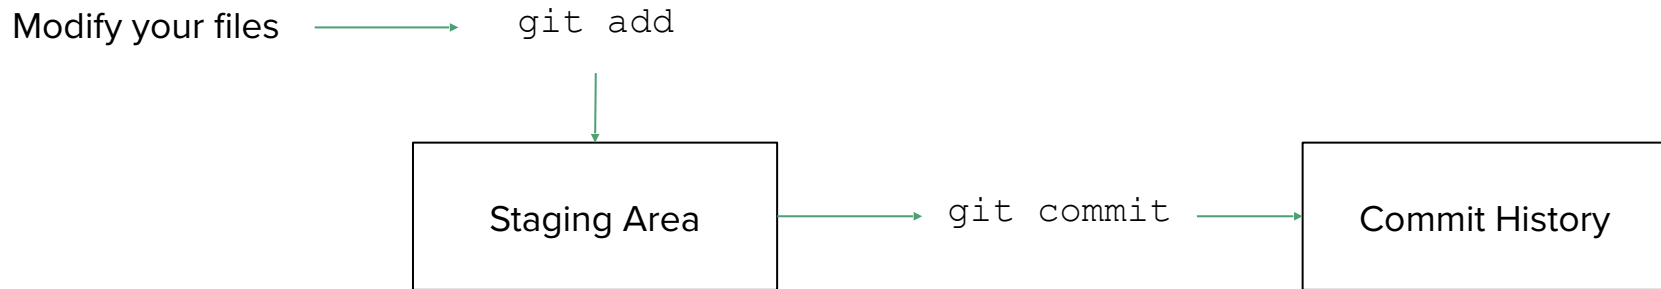 Modify your files
git add
Staging Area
git commit
Commit History